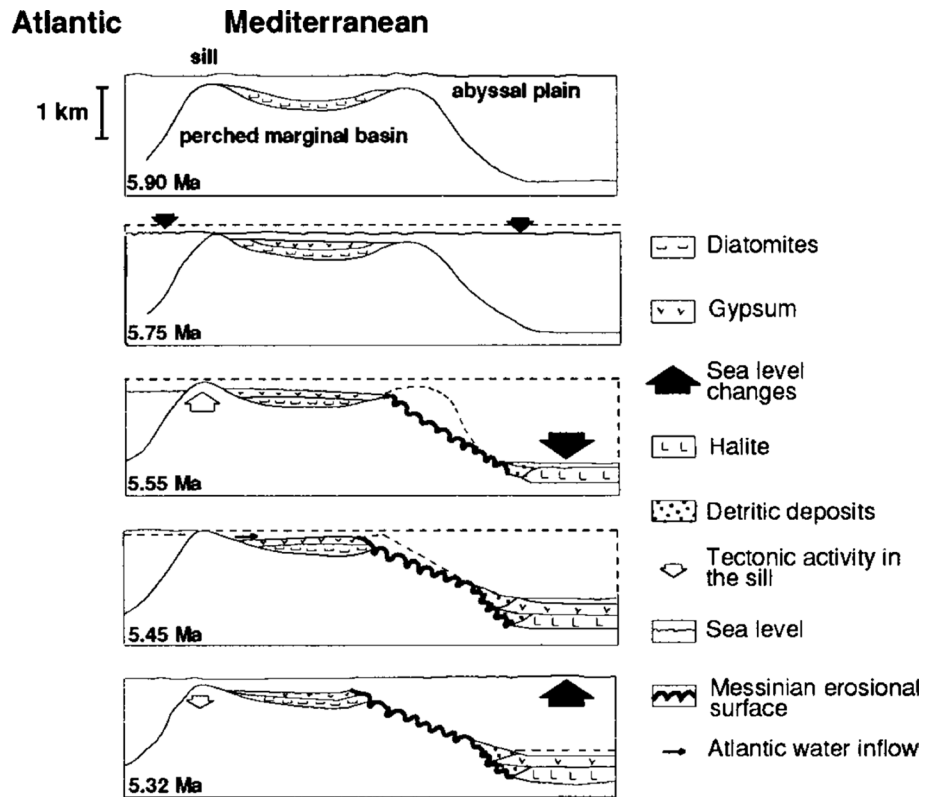 Atlantic Mediterranean
sill
abyssal plain
1 km
perched marginal basin
5.90 Ma
5.75 Ma
5.55 Ma
5.45 Ma
5.32 Ma
Diatomites
Gypsum
Sea level
changes
Halite
Detritic deposits
Tectonic activity in
the sill
Sea level
Messinian erosional
surface
Atlantic water inflow